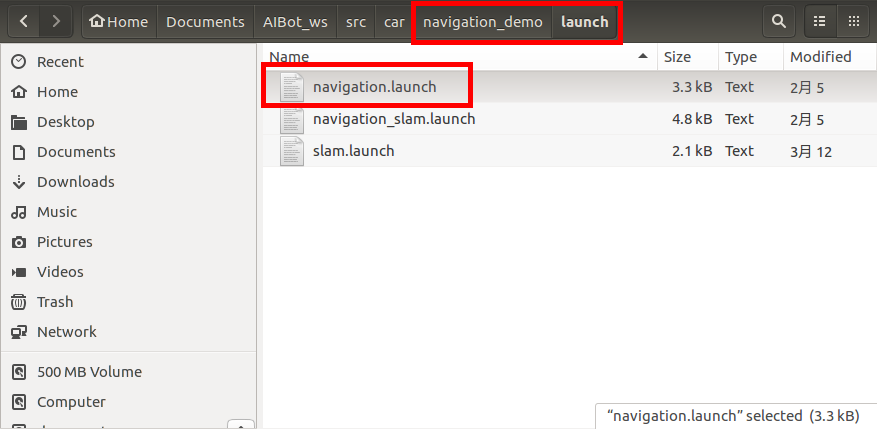 Home Documents AIBot_ws src car navigation_demo launch
Name Size Type Modified
Recent
Home
Desktop
Documents
Downloads
Music
Pictures
Videos
Trash
Network
500 MB Volume
Computer
navigation.launch 3.3 kB Text 2月 5
navigation_slam.launch 4.8 kB Text 2月 5
slam.launch 2.1 kB Text 3月 12
“navigation.launch” selected (3.3 kB)